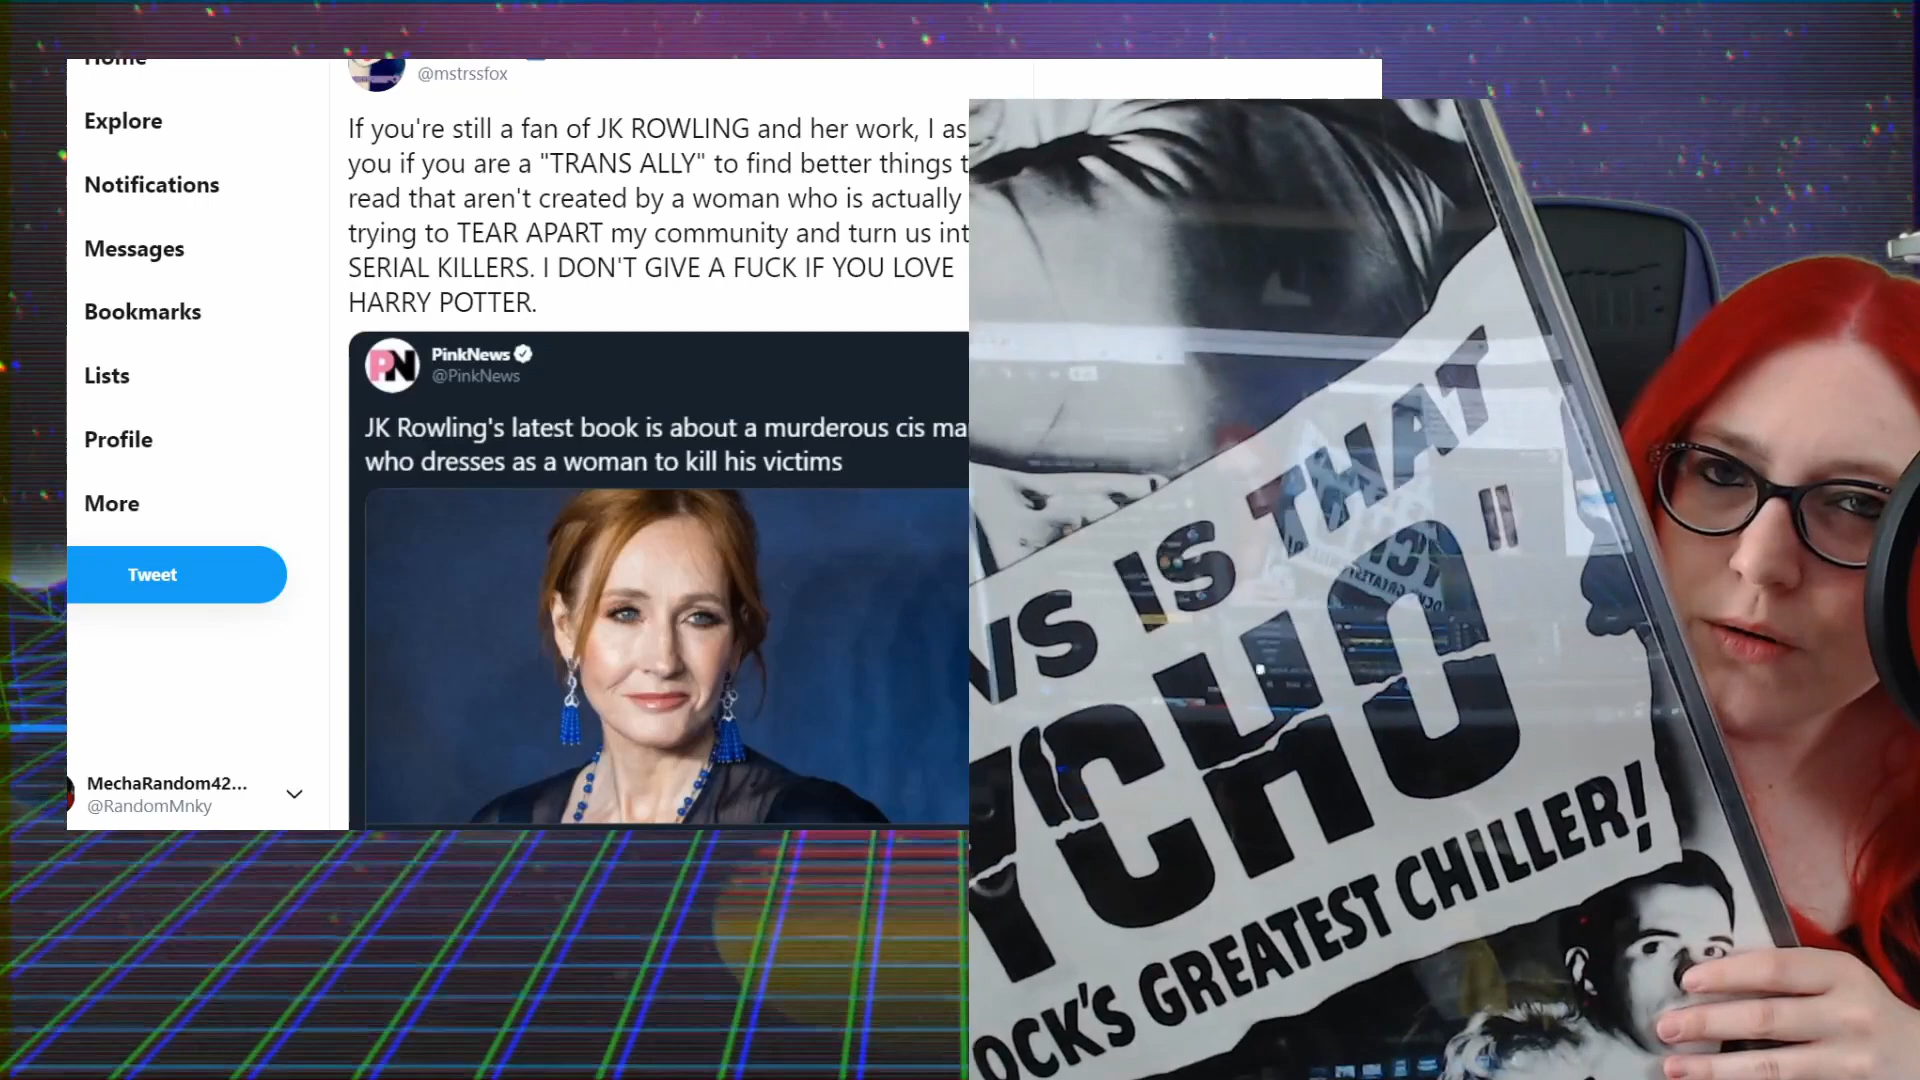 Home
Explore
Notifications
Messages
Bookmarks
Lists
Profile
More
Tweet
MechaRandom42...
@RandomMnky
@mstrssfox
If you're still a fan of JK ROWLING and her work, I as
you if you are a "TRANS ALLY" to find better things t
read that aren't created by a woman who is actually
trying to TEAR APART my community and turn us int
SERIAL KILLERS. I DON'T GIVE A FUCK IF YOU LOVE
HARRY POTTER.
PN PinkNews
@PinkNews
JK Rowling's latest book is about a murderous cis ma
who dresses as a woman to kill his victims
WS IS THAT
YCHO"
OCK'S GREATEST CHILLER!